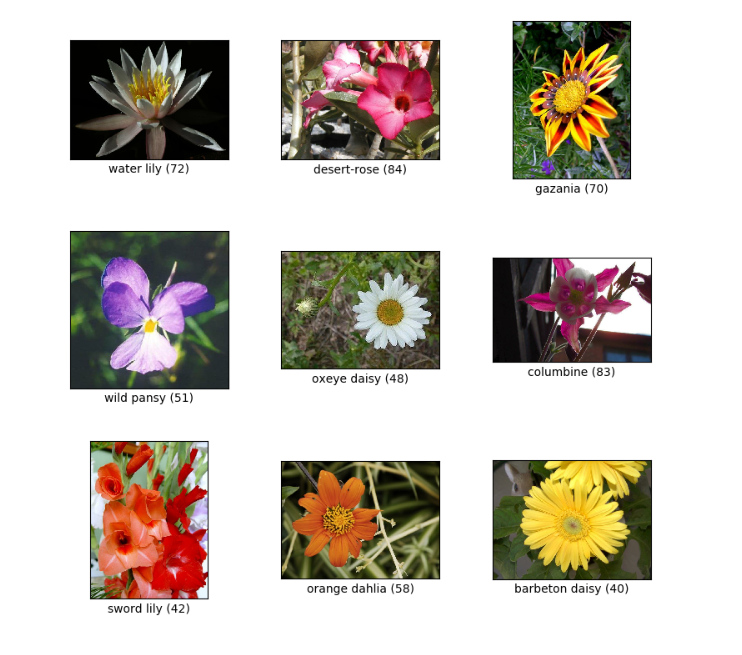 water lily (72)
desert-rose (84)
gazania (70)
wild pansy (51)
oxeye daisy (48)
columbine (83)
sword lily (42)
orange dahlia (58)
barbeton daisy (40)